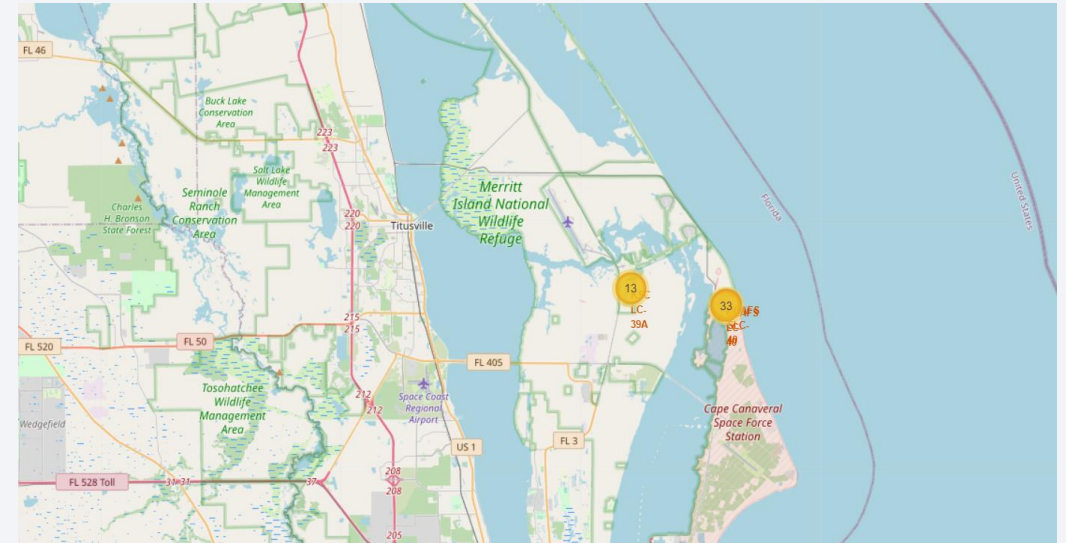 FL 46
Buck Lake
Conservation
Area
223
223
Salt Lake
Wildlife
Management
Area
Merritt
Island National
Wildlife
Refuge
Charles
H. Bronson
State Forest
Seminole
Ranch
Conservation
Area
220
220
Titusville
Florida
United States
13
LC-
39A
33
215
215
FL 50
FL 520
FL 405
Tosohatchee
Wildlife
Management
Area
212
212
Space Coast
Regional
Airport
Cape Canaveral
Space Force
Station
Wedgefield
US 1
FL 3
208
208
FL 528 Toll
31
31
37
205